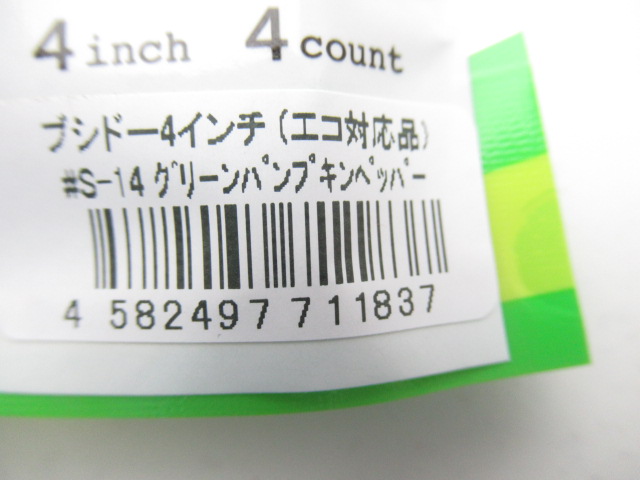 4 inch 4 count
ブシドー4インチ(エコ対応品)
#S-14 グリーンパンプキンペッパー
4 582497 711837